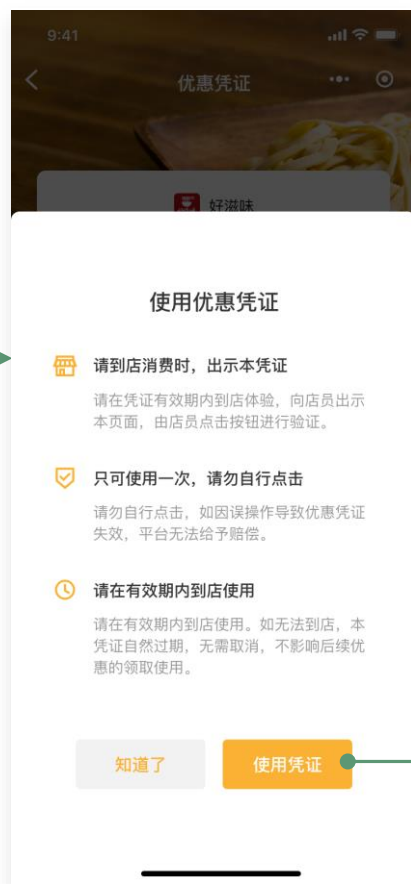 9:41
优惠凭证
好滋味
使用优惠凭证
请到店消费时，出示本凭证
请在凭证有效期内到店体验，向店员出示
本页面，由店员点击按钮进行验证。
只可使用一次，请勿自行点击
请勿自行点击，如因误操作导致优惠凭证
失效，平台无法给予赔偿。
请在有效期内到店使用
请在有效期内到店使用。如无法到店，本
凭证自然过期，无需取消，不影响后续优
惠的领取使用。
知道了
使用凭证